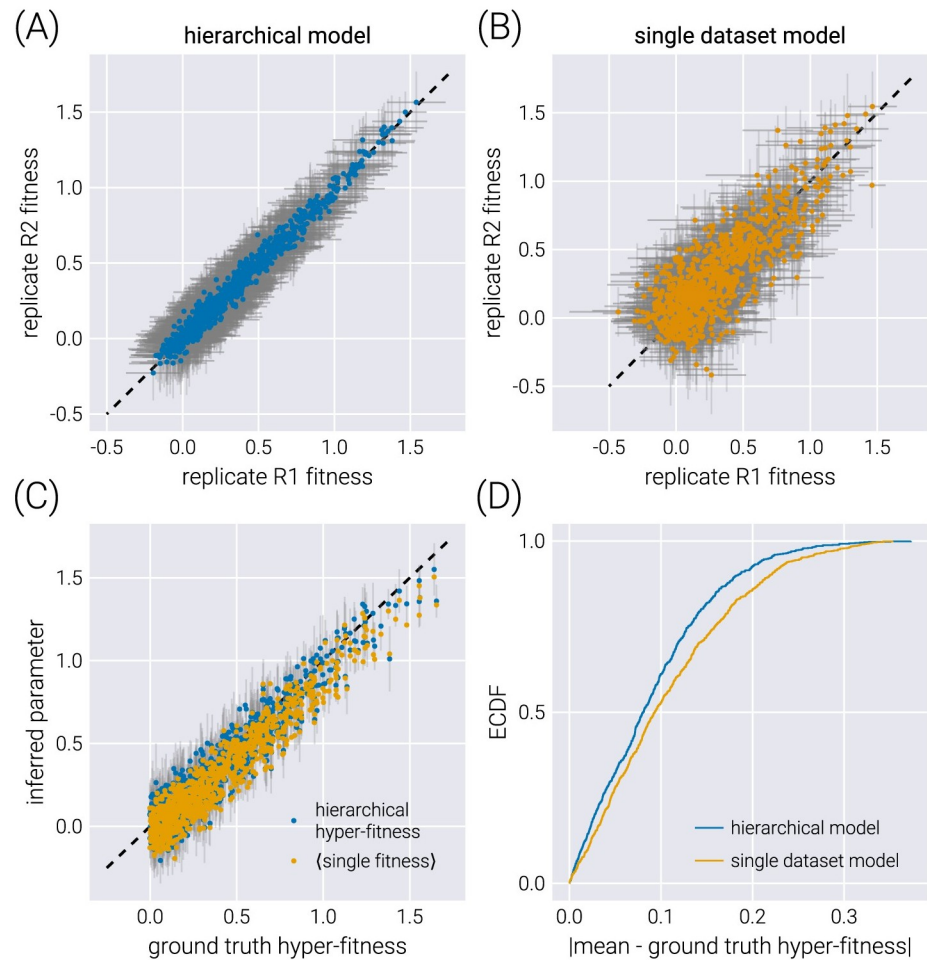 (A)
hierarchical model
replicate R2 fitness
1.5
1.0
0.5
0.0
-0.5
-0.5 0.0 0.5 1.0 1.5
replicate R1 fitness
(B)
single dataset model
replicate R2 fitness
1.5
1.0
0.5
0.0
-0.5
-0.5 0.0 0.5 1.0 1.5
replicate R1 fitness
(C)
inferred parameter
1.5
1.0
0.5
0.0
hierarchical
hyper-fitness
⟨single fitness⟩
0.0 0.5 1.0 1.5
ground truth hyper-fitness
(D)
ECDF
1.0
0.5
0.0
hierarchical model
single dataset model
0.0 0.1 0.2 0.3
|mean - ground truth hyper-fitness|